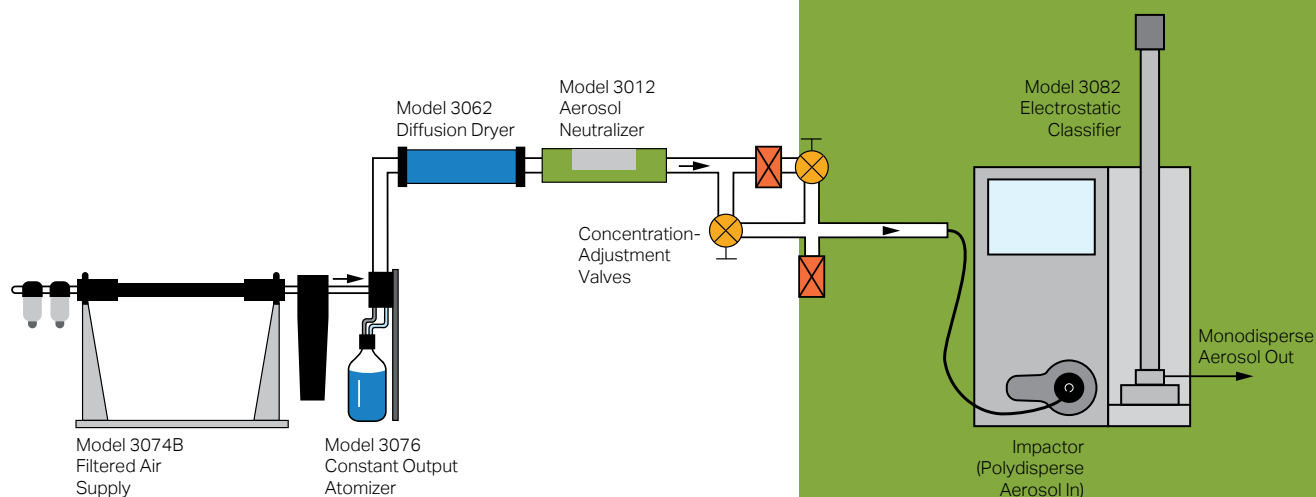 Model 3062
Diffusion Dryer
Model 3012
Aerosol
Neutralizer
Model 3082
Electrostatic
Classifier
Concentration-
Adjustment
Valves
Monodisperse
Aerosol Out
Model 3074B
Filtered Air
Supply
Model 3076
Constant Output
Atomizer
Impactor
(Polydisperse
Aerosol In)